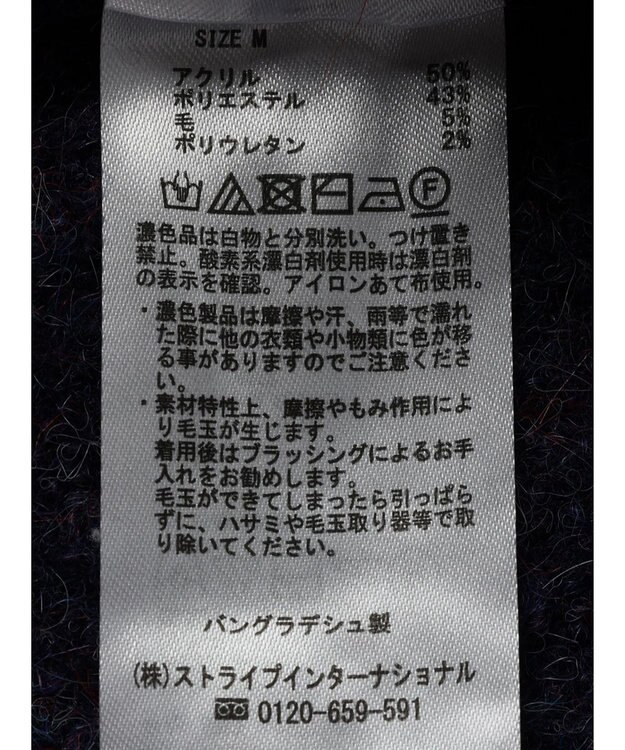 SIZE M
アクリル 50%
ポリエステル 43%
毛 5%
ポリウレタン 2%
F
濃色品は白物と分別洗い。つけ置き
禁止。酸素系漂白剤使用時は漂白剤
の表示を確認。アイロンあて布使用。
・濃色製品は摩擦や汗、雨等で濡れ
た際に他の衣類や小物類に色が移
る事がありますのでご注意くださ
い。
・素材特性上、摩擦やもみ作用によ
り毛玉が生じます。
着用後はブラッシングによるお手
入れをお勧めします。
毛玉ができてしまったら引っぱら
ずに、ハサミや毛玉取り器等で取
り除いてください。
バングラデシュ製
(株)ストライプインターナショナル
0120-659-591